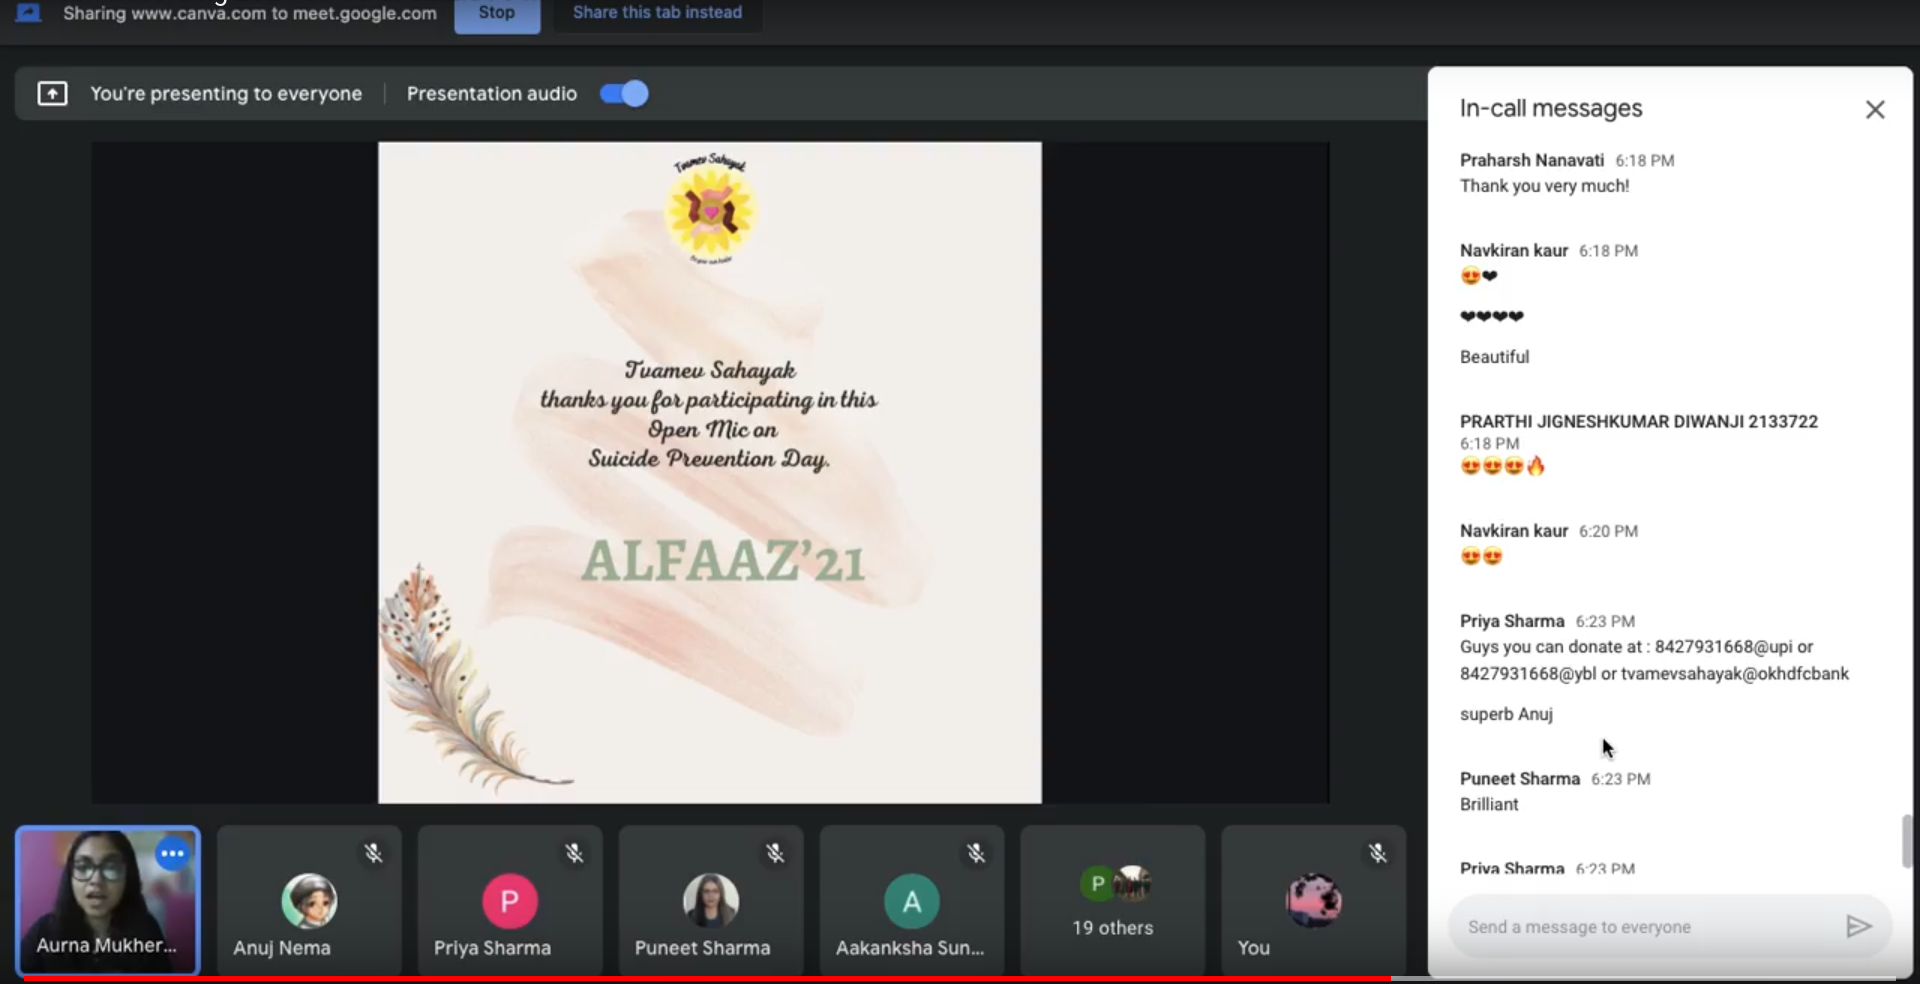 Sharing www.canva.com to meet.google.com
Stop
Share this tab instead
You're presenting to everyone
Presentation audio
Tvamev Sahayak
Tvamev Sahayak
thanks you for participating in this
Open Mic on
Suicide Prevention Day.
ALFAAZ'21
Aurna Mukher...
Anuj Nema
P
Priya Sharma
Puneet Sharma
A
Aakanksha Sun...
P
19 others
You
In-call messages
Praharsh Nanavati 6:18 PM
Thank you very much!
Navkiran kaur 6:18 PM
😍❤
❤❤❤❤
Beautiful
PRARTHI JIGNESHKUMAR DIWANJI 2133722
6:18 PM
😍😍😍🔥
Navkiran kaur 6:20 PM
😍😍
Priya Sharma 6:23 PM
Guys you can donate at : 8427931668@upi or
8427931668@ybl or tvamevsahayak@okhdfcbank
superb Anuj
Puneet Sharma 6:23 PM
Brilliant
Priya Sharma 6:23 PM
Send a message to everyone